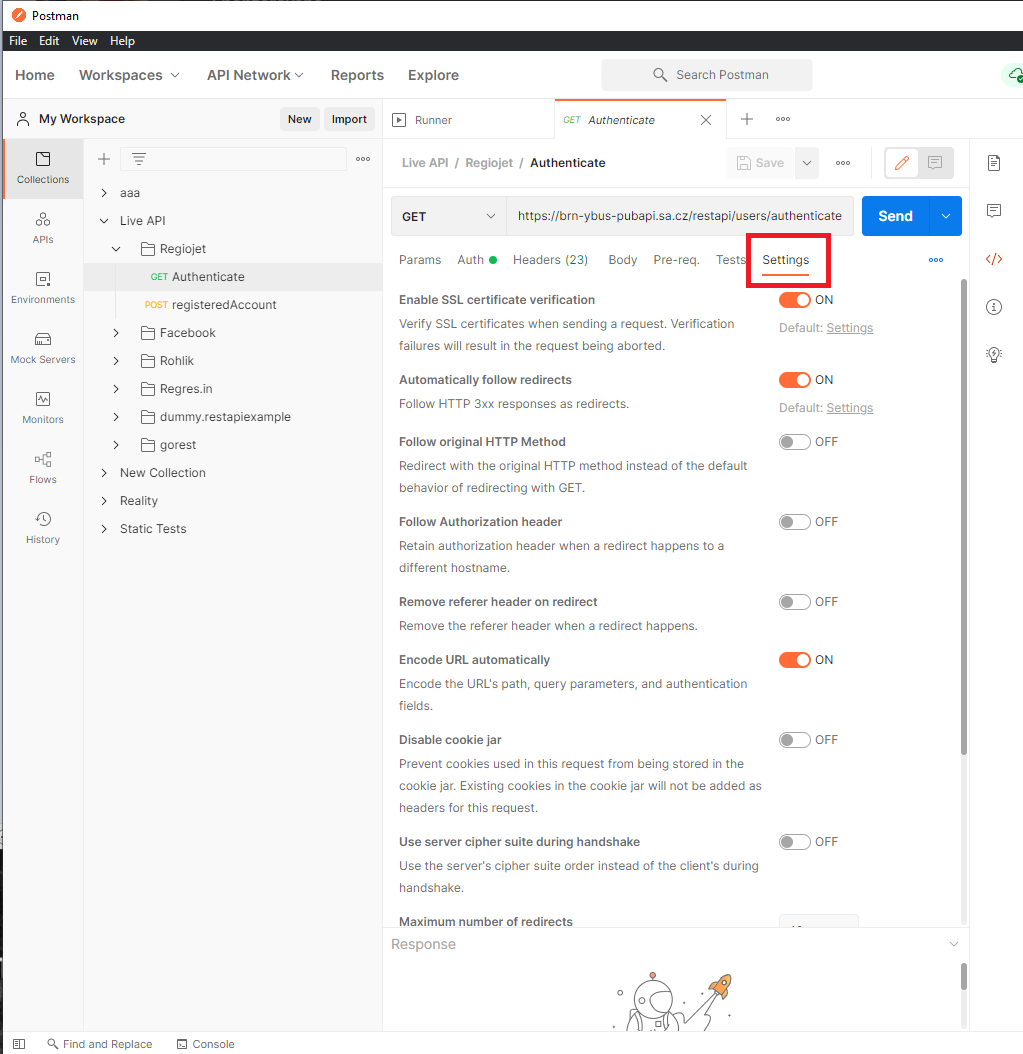 Postman
File Edit View Help
Home Workspaces API Network Reports Explore Search Postman
My Workspace New Import
Runner GET Authenticate
Collections
APIs
Environments
Mock Servers
Monitors
Flows
History
aaa
Live API
Regiojet
GET Authenticate
POST registeredAccount
Facebook
Rohlik
Regres.in
dummy.restapiexample
gorest
New Collection
Reality
Static Tests
Live API / Regiojet / Authenticate Save
GET https://brn-ybus-pubapi.sa.cz/restapi/users/authenticate Send
Params Auth Headers (23) Body Pre-req. Tests Settings
Enable SSL certificate verification ON
Verify SSL certificates when sending a request. Verification
failures will result in the request being aborted.
Default: Settings
Automatically follow redirects ON
Follow HTTP 3xx responses as redirects.
Default: Settings
Follow original HTTP Method OFF
Redirect with the original HTTP method instead of the default
behavior of redirecting with GET.
Follow Authorization header OFF
Retain authorization header when a redirect happens to a
different hostname.
Remove referer header on redirect OFF
Remove the referer header when a redirect happens.
Encode URL automatically ON
Encode the URL's path, query parameters, and authentication
fields.
Disable cookie jar OFF
Prevent cookies used in this request from being stored in the
cookie jar. Existing cookies in the cookie jar will not be added as
headers for this request.
Use server cipher suite during handshake OFF
Use the server's cipher suite order instead of the client's during
handshake.
Maximum number of redirects
Response
Find and Replace Console